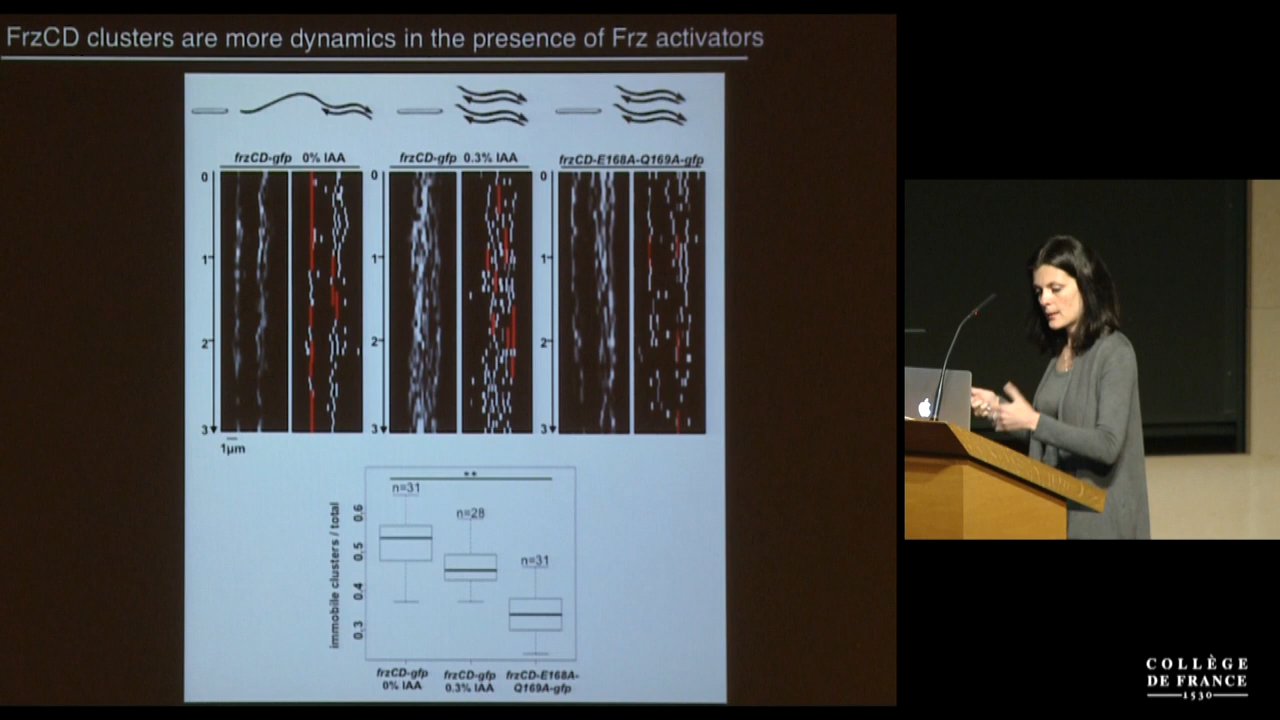 FrzCD clusters are more dynamics in the presence of Frz activators
frzCD-gfp 0% IAA
frzCD-gfp 0.3% IAA
frzCD-E168A-Q169A-gfp
0
1
2
3
0
1
2
3
0
1
2
3
1µm
immobile clusters / total
0.6
0.5
0.4
0.3
**
n=31
n=28
n=31
frzCD-gfp
0% IAA
frzCD-gfp
0.3% IAA
frzCD-E168A-
Q169A-gfp
COLLÈGE
DE FRANCE
1530